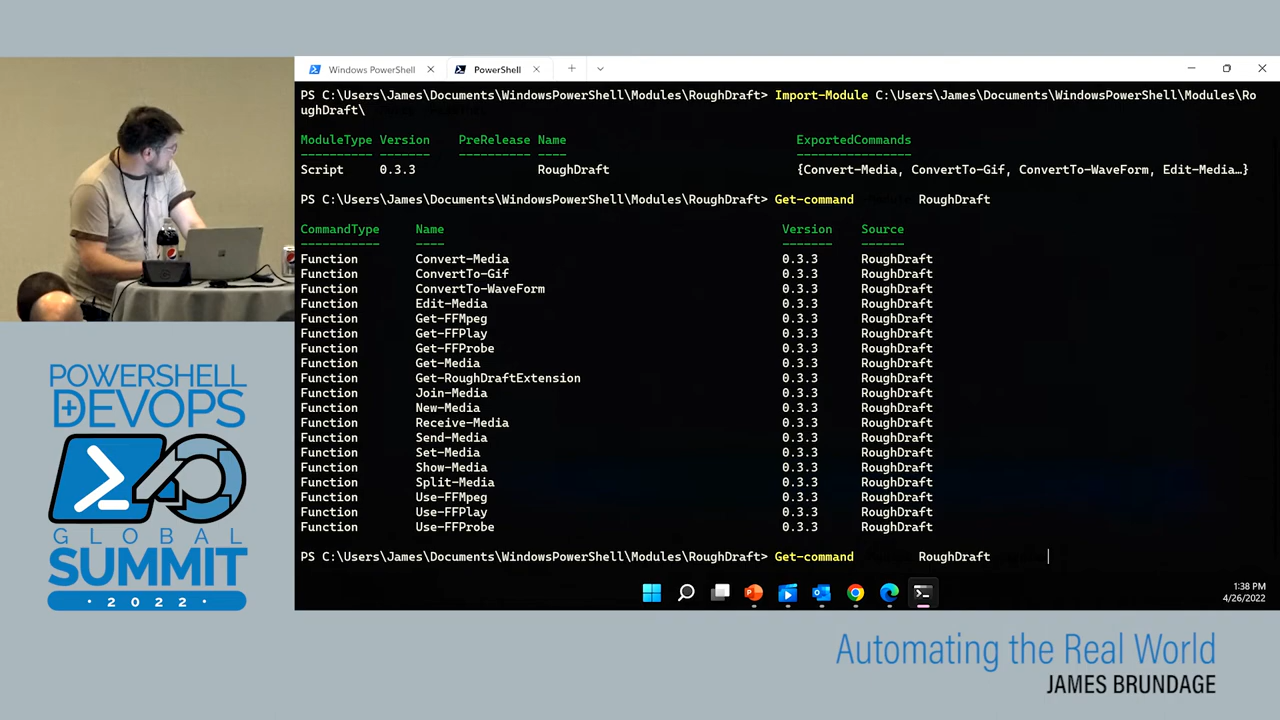 Windows PowerShell
PowerShell
PS C:\Users\James\Documents\WindowsPowerShell\Modules\RoughDraft> Import-Module C:\Users\James\Documents\WindowsPowerShell\Modules\Ro
ughDraft\
ModuleType Version PreRelease Name ExportedCommands
---------- ------- ---------- ---- ----------------
Script 0.3.3 RoughDraft {Convert-Media, ConvertTo-Gif, ConvertTo-WaveForm, Edit-Media…}
PS C:\Users\James\Documents\WindowsPowerShell\Modules\RoughDraft> Get-command RoughDraft
CommandType Name Version Source
----------- ---- ------- ------
Function Convert-Media 0.3.3 RoughDraft
Function ConvertTo-Gif 0.3.3 RoughDraft
Function ConvertTo-WaveForm 0.3.3 RoughDraft
Function Edit-Media 0.3.3 RoughDraft
Function Get-FFMpeg 0.3.3 RoughDraft
Function Get-FFPlay 0.3.3 RoughDraft
Function Get-FFProbe 0.3.3 RoughDraft
Function Get-Media 0.3.3 RoughDraft
Function Get-RoughDraftExtension 0.3.3 RoughDraft
Function Join-Media 0.3.3 RoughDraft
Function New-Media 0.3.3 RoughDraft
Function Receive-Media 0.3.3 RoughDraft
Function Send-Media 0.3.3 RoughDraft
Function Set-Media 0.3.3 RoughDraft
Function Show-Media 0.3.3 RoughDraft
Function Split-Media 0.3.3 RoughDraft
Function Use-FFMpeg 0.3.3 RoughDraft
Function Use-FFPlay 0.3.3 RoughDraft
Function Use-FFProbe 0.3.3 RoughDraft
PS C:\Users\James\Documents\WindowsPowerShell\Modules\RoughDraft> Get-command RoughDraft
1:38 PM
4/26/2022
POWERSHELL
+DEVOPS
GLOBAL
SUMMIT
· 2 0 2 2 ·
Automating the Real World
JAMES BRUNDAGE